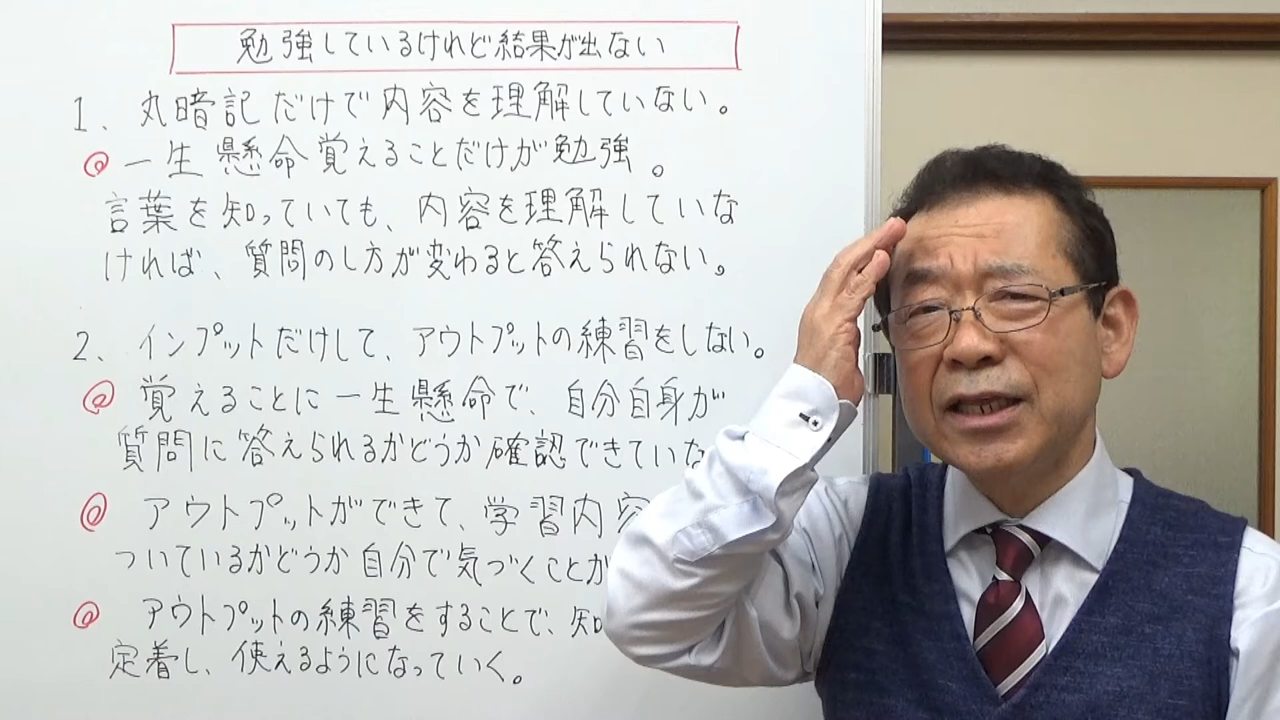 勉強しているけれど結果が出ない
1、丸暗記だけで内容を理解していない。
@ 一生懸命覚えることだけが勉強。
言葉を知っていても、内容を理解していな
ければ、質問のし方が変わると答えられない。
2、インプットだけして、アウトプットの練習をしない。
@ 覚えることに一生懸命で、自分自身が
質問に答えられるかどうか確認できていな
@ アウトプットができて、学習内容
ついているかどうか自分で気づくことが
@ アウトプットの練習をすることで、知
定着し、使えるようになっていく。